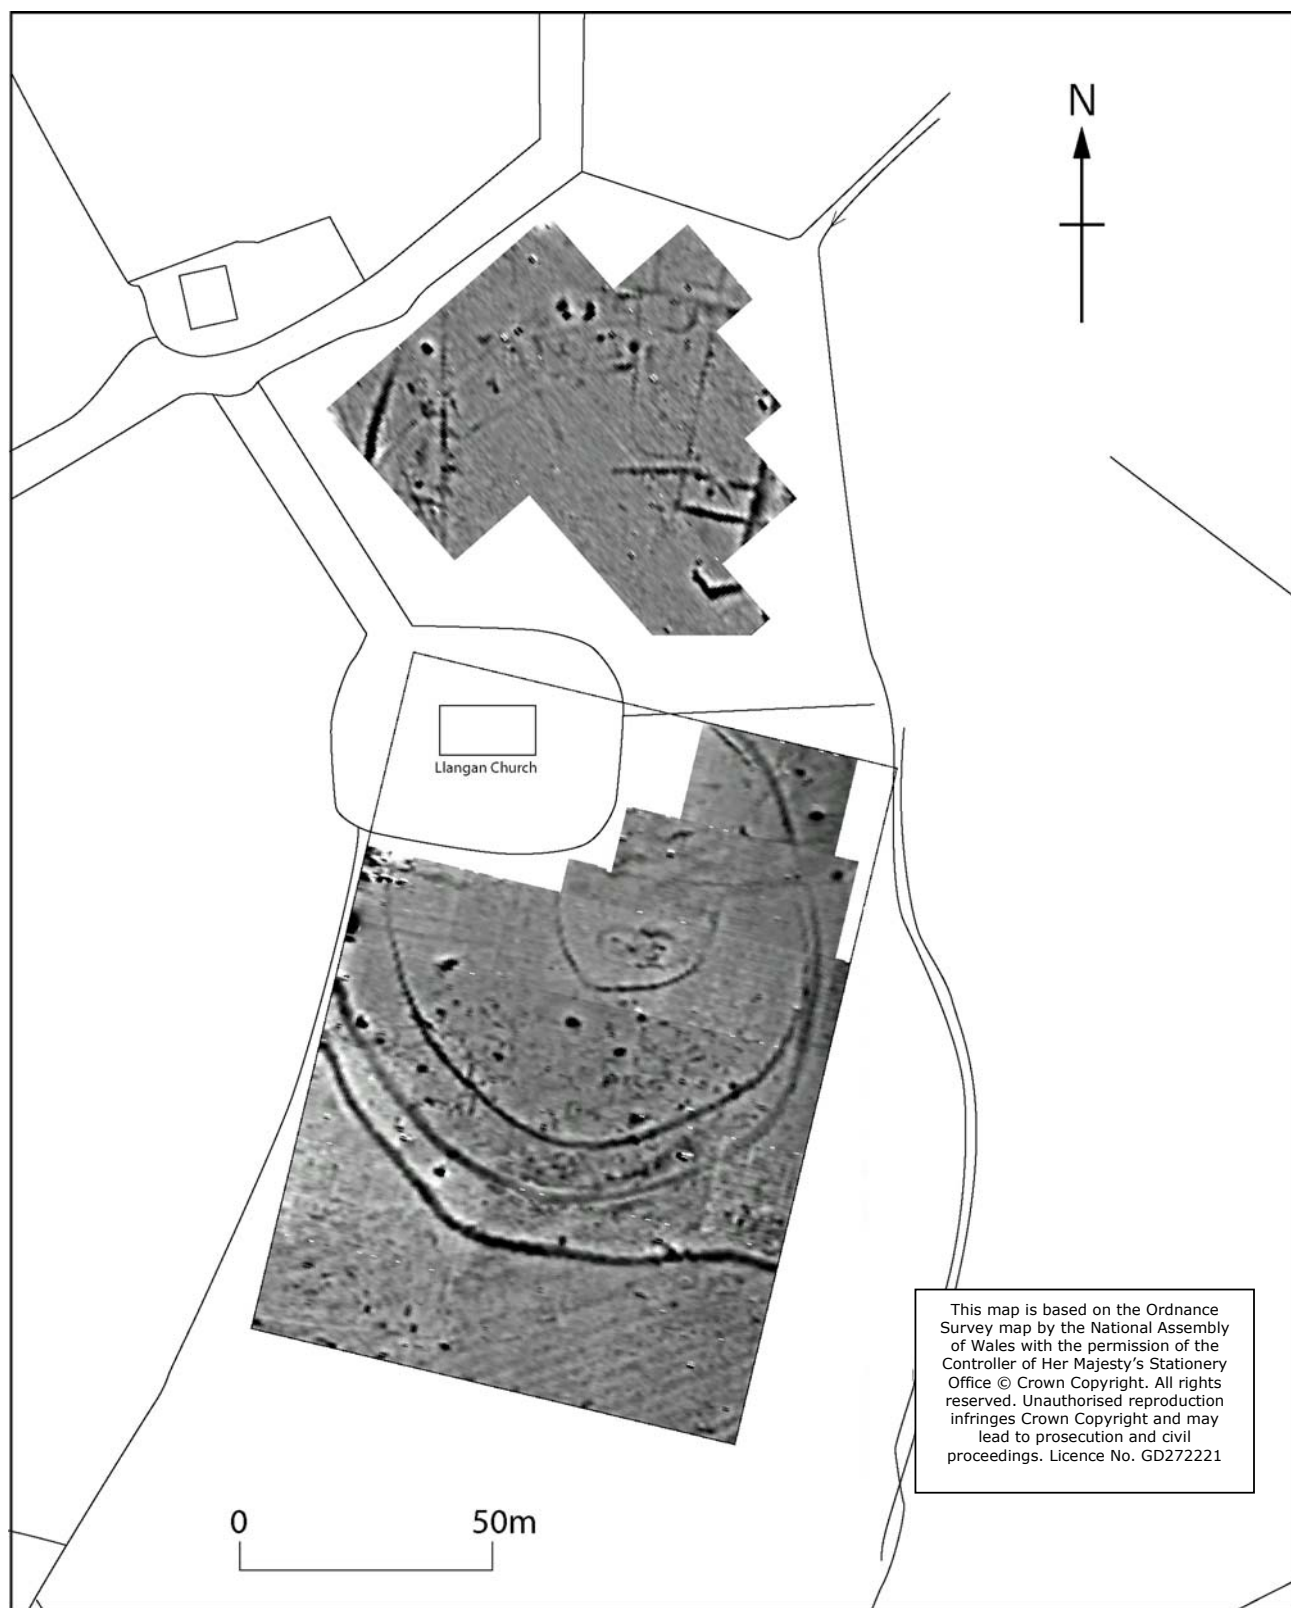 N
Llangan Church
This map is based on the Ordnance
Survey map by the National Assembly
of Wales with the permission of the
Controller of Her Majesty’s Stationery
Office © Crown Copyright. All rights
reserved. Unauthorised reproduction
infringes Crown Copyright and may
lead to prosecution and civil
proceedings. Licence No. GD272221
0 50m